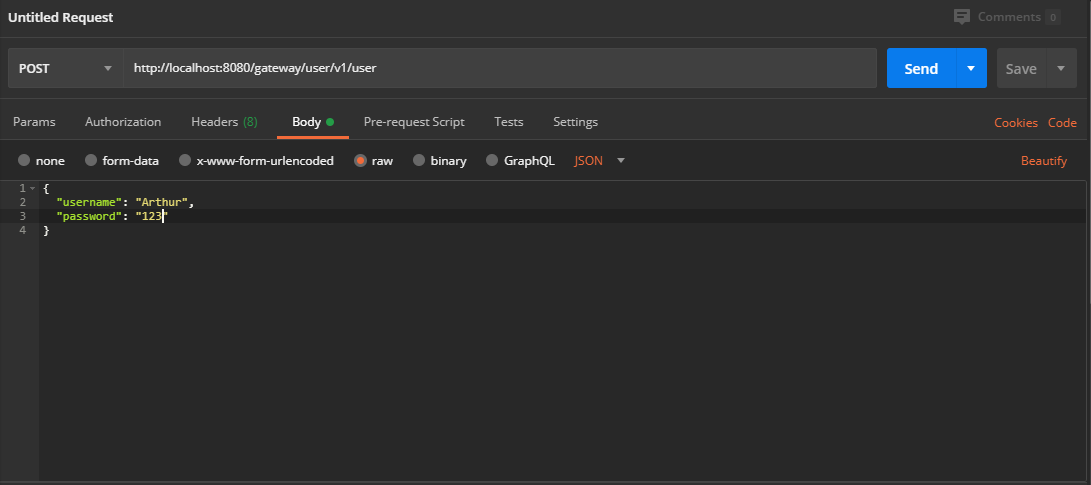 Untitled Request
Comments 0
POST http://localhost:8080/gateway/user/v1/user Send Save
Params Authorization Headers (8) Body Pre-request Script Tests Settings Cookies Code
none form-data x-www-form-urlencoded raw binary GraphQL JSON Beautify
1 {
2 "username": "Arthur",
3 "password": "123"
4 }